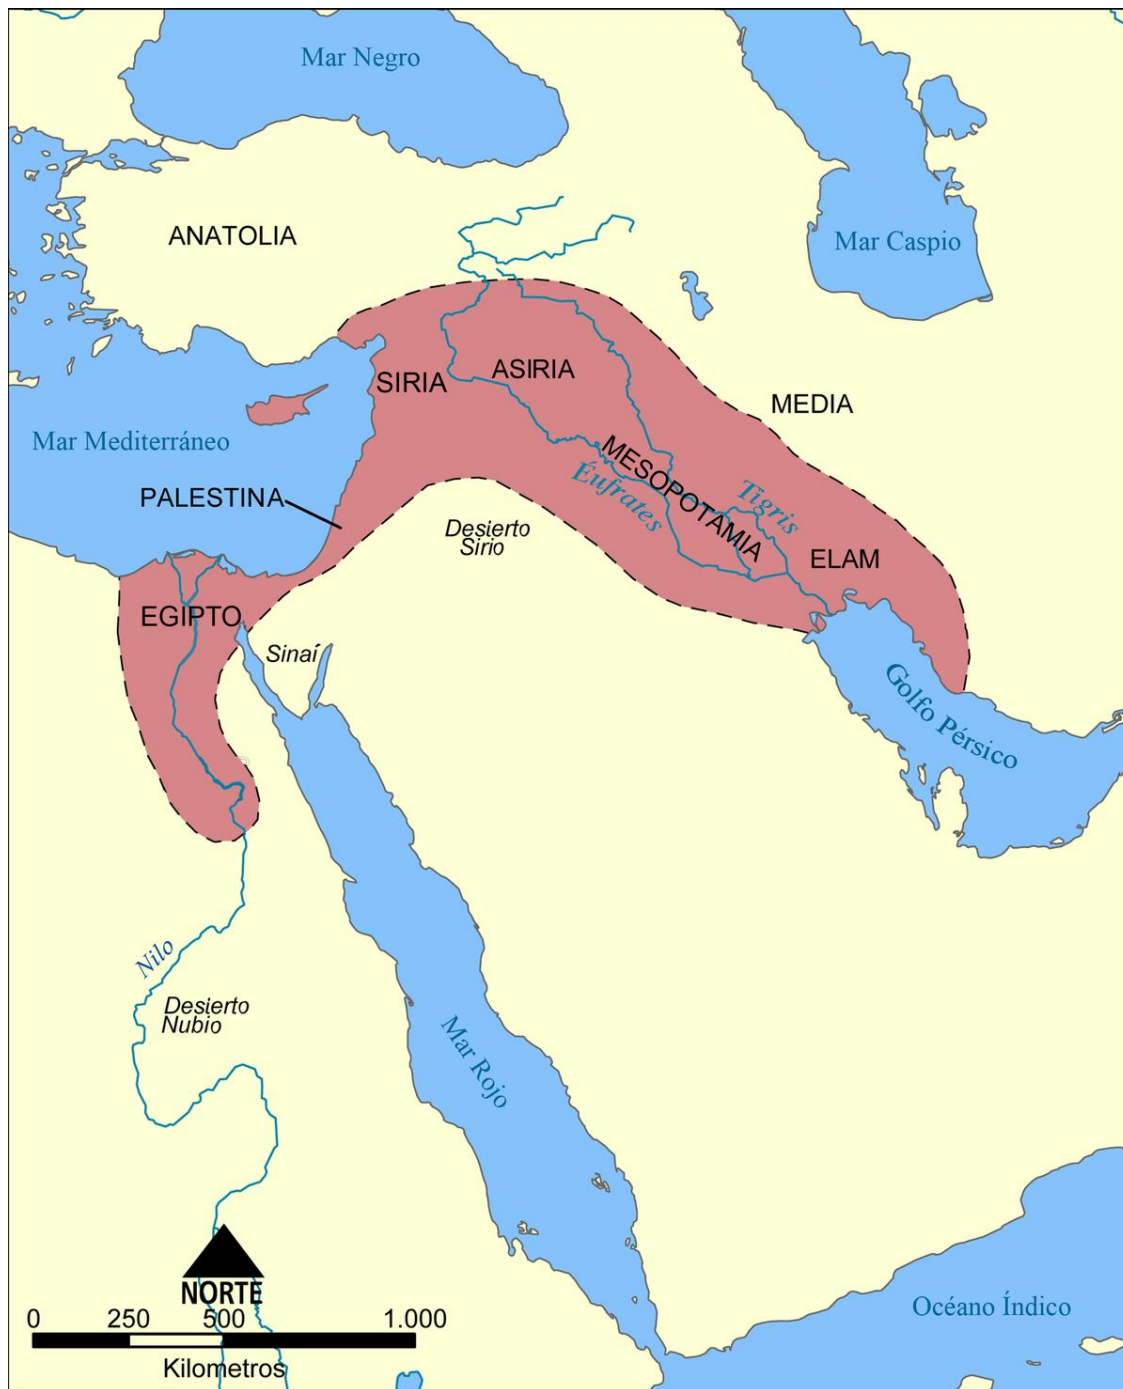 Mar Negro
ANATOLIA
Mar Caspio
SIRIA
ASIRIA
MEDIA
Mar Mediterráneo
MESOPOTAMIA
Éufrates
Tigris
PALESTINA
Desierto
Sirio
ELAM
EGIPTO
Sinaí
Golfo Pérsico
Nilo
Desierto
Nubio
Mar Rojo
NORTE
0 250 500 1.000
Kilometros
Océano Índico